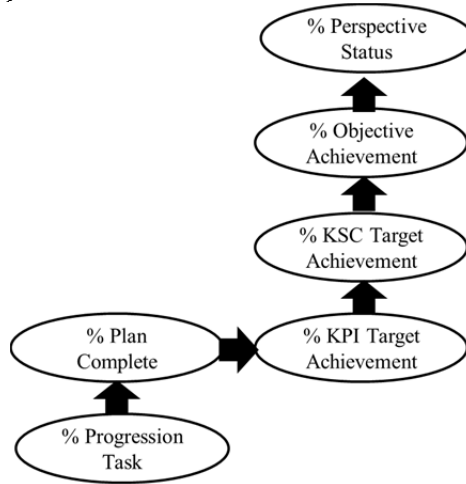 % Perspective
Status
% Objective
Achievement
% KSC Target
Achievement
% Plan
Complete
% KPI Target
Achievement
% Progression
Task